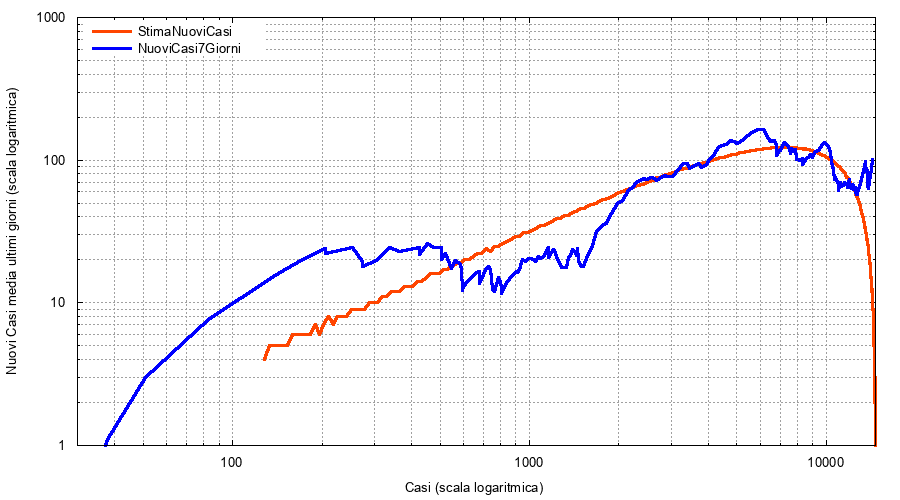 1000
100
10
1
StimaNuoviCasi
NuoviCasi7Giorni
Nuovi Casi media ultimi giorni (scala logaritmica)
100
1000
10000
Casi (scala logaritmica)